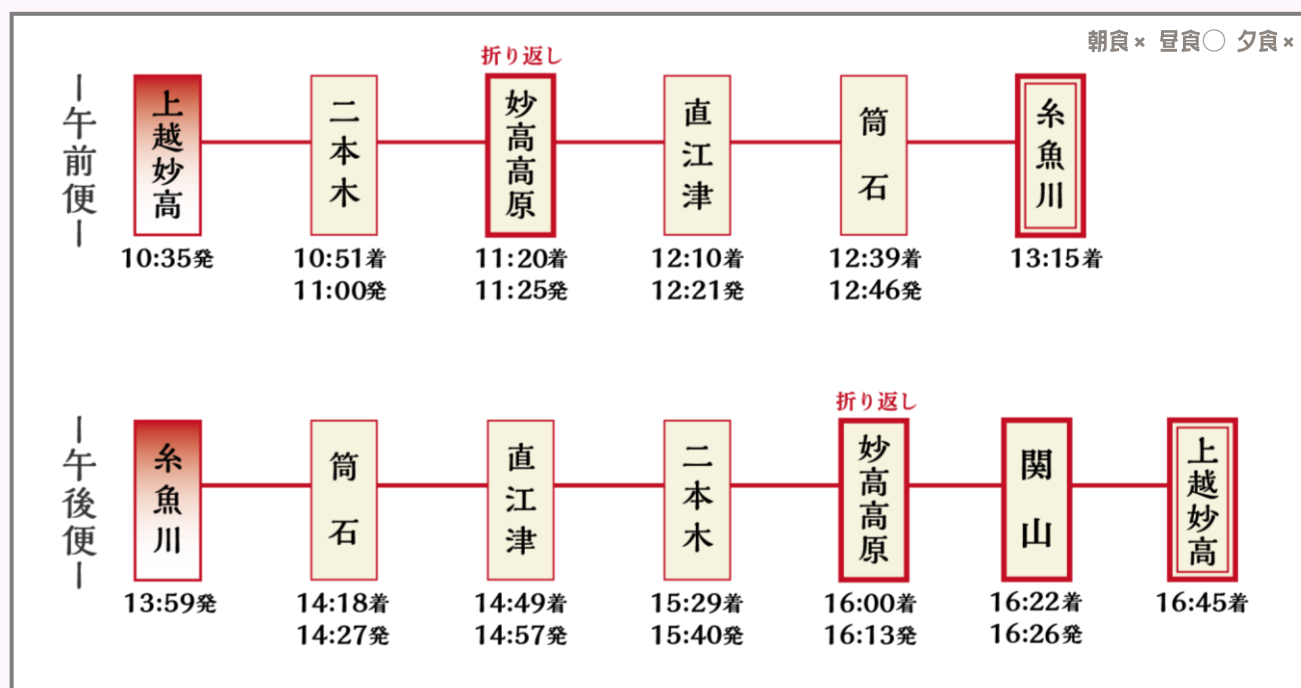 朝食× 昼食○ 夕食×
午前便
折り返し
上越妙高 二本木 妙高高原 直江津 筒石 糸魚川
10:35発 10:51着 11:20着 12:10着 12:39着 13:15着
11:00発 11:25発 12:21発 12:46発
午後便
折り返し
糸魚川 筒石 直江津 二本木 妙高高原 関山 上越妙高
13:59発 14:18着 14:49着 15:29着 16:00着 16:22着 16:45着
14:27発 14:57発 15:40発 16:13発 16:26発